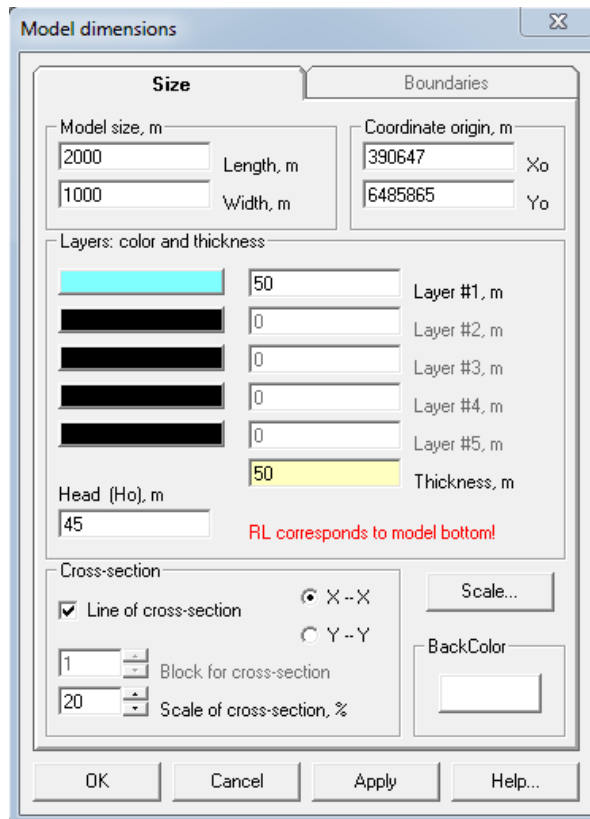 Model dimensions
Size
Boundaries
Model size, m
2000 Length, m
1000 Width, m
Coordinate origin, m
390647 Xo
6485865 Yo
Layers: color and thickness
50 Layer #1, m
0 Layer #2, m
0 Layer #3, m
0 Layer #4, m
0 Layer #5, m
50 Thickness, m
Head (Ho), m
45
RL corresponds to model bottom!
Cross-section
Line of cross-section
X -- X
Y -- Y
1 Block for cross-section
20 Scale of cross-section, %
Scale...
BackColor
OK Cancel Apply Help...